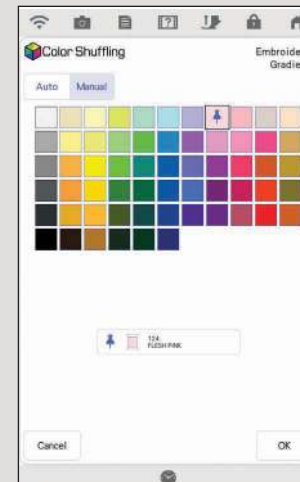 Color Shuffling
Embroide
Gradie
Auto Manual
124
FLESH PINK
Cancel
OK